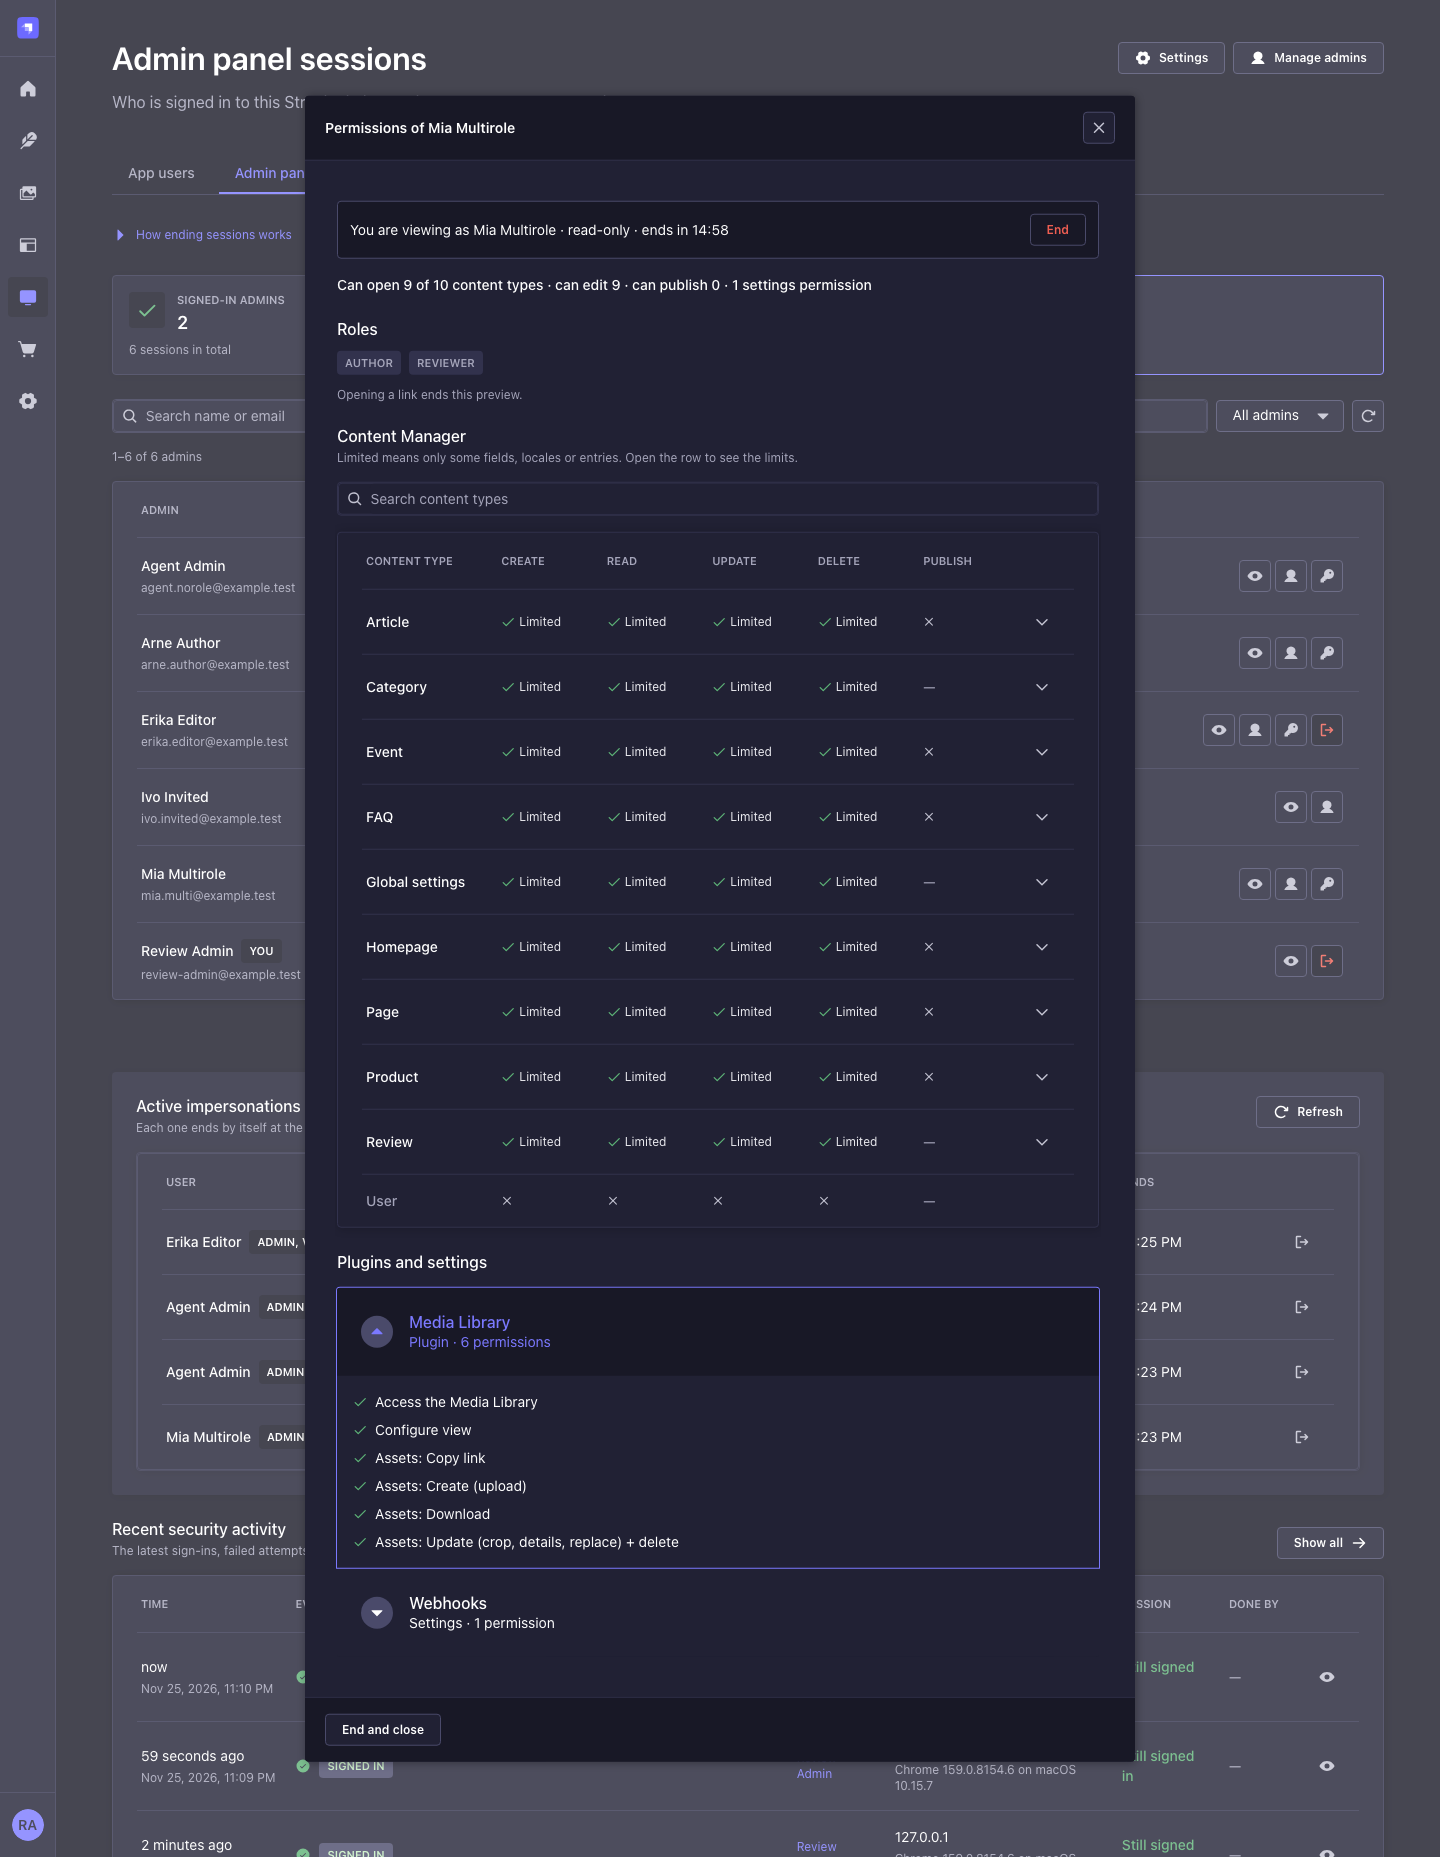 Admin panel sessions
Settings
Manage admins
Who is signed in to this
App users
Admin pan
How ending sessions works
SIGNED-IN ADMINS
2
6 sessions in total
Search name or email
All admins
1–6 of 6 admins
ADMIN
Agent Admin
agent.norole@example.test
Arne Author
arne.author@example.test
Erika Editor
erika.editor@example.test
Ivo Invited
ivo.invited@example.test
Mia Multirole
mia.multi@example.test
Review Admin YOU
review-admin@example.test
Active impersonations
Each one ends by itself at the
Refresh
USER
NDS
Erika Editor ADMIN,
:25 PM
Agent Admin ADMIN
:24 PM
Agent Admin ADMIN
:23 PM
Mia Multirole ADMIN
:23 PM
Recent security activity
The latest sign-ins, failed attempts
Show all
TIME
SSION
DONE BY
now
Nov 25, 2026, 11:10 PM
ill signed
—
59 seconds ago
Nov 25, 2026, 11:09 PM
SIGNED IN
Admin
Chrome 159.0.8154.6 on macOS
10.15.7
ill signed
in
—
2 minutes ago
SIGNED IN
Review
127.0.0.1
Still signed
RA
Permissions of Mia Multirole
You are viewing as Mia Multirole · read-only · ends in 14:58
End
Can open 9 of 10 content types · can edit 9 · can publish 0 · 1 settings permission
Roles
AUTHOR REVIEWER
Opening a link ends this preview.
Content Manager
Limited means only some fields, locales or entries. Open the row to see the limits.
Search content types
CONTENT TYPE CREATE READ UPDATE DELETE PUBLISH
Article Limited Limited Limited Limited
Category Limited Limited Limited Limited —
Event Limited Limited Limited Limited
FAQ Limited Limited Limited Limited
Global settings Limited Limited Limited Limited —
Homepage Limited Limited Limited Limited
Page Limited Limited Limited Limited
Product Limited Limited Limited Limited
Review Limited Limited Limited Limited —
User —
Plugins and settings
Media Library
Plugin · 6 permissions
Access the Media Library
Configure view
Assets: Copy link
Assets: Create (upload)
Assets: Download
Assets: Update (crop, details, replace) + delete
Webhooks
Settings · 1 permission
End and close